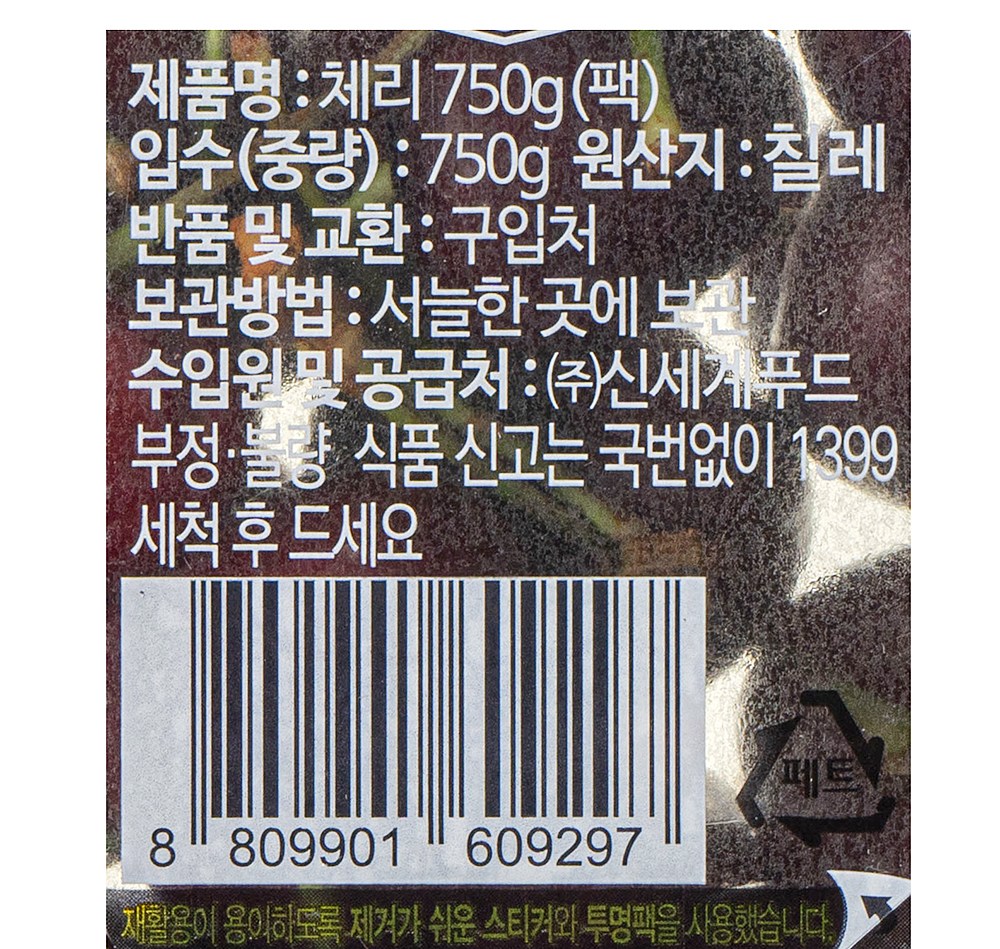 제품명 : 체리 750g (팩)
입수(중량) : 750g 원산지 : 칠레
반품 및 교환 : 구입처
보관방법 : 서늘한 곳에 보관
수입원 및 공급처 : (주)신세계푸드
부정·불량 식품 신고는 국번없이 1399
세척 후 드세요
8 809901 609297
페트
재활용이 용이하도록 제거가 쉬운 스티커와 투명팩을 사용했습니다.